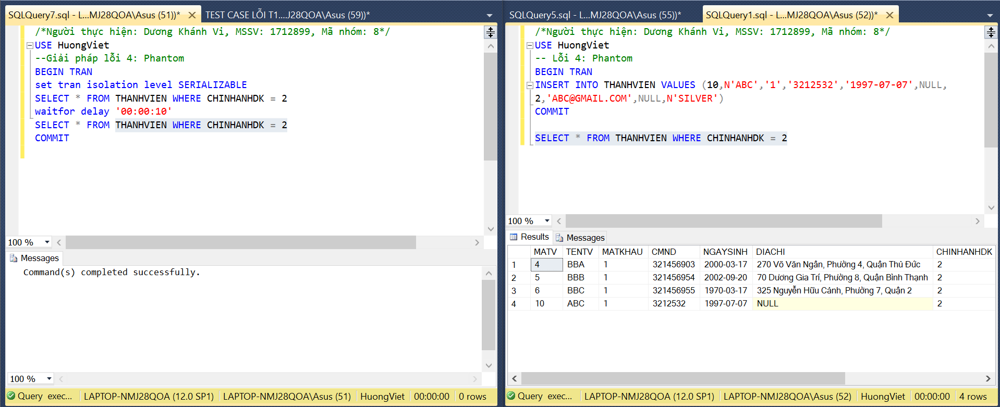 SQLQuery7.sql - L...MJ28QOA\Asus (51))*
TEST CASE LỖI T1....J28QOA\Asus (59))*
/*Người thực hiện: Dương Khánh Vi, MSSV: 1712899, Mã nhóm: 8*/
USE HuongViet
--Giải pháp lỗi 4: Phantom
BEGIN TRAN
set tran isolation level SERIALIZABLE
SELECT * FROM THANHVIEN WHERE CHINHANHDK = 2
waitfor delay '00:00:10'
SELECT * FROM THANHVIEN WHERE CHINHANHDK = 2
COMMIT
100 %
Messages
Command(s) completed successfully.
100 %
Query exec... LAPTOP-NMJ28QOA (12.0 SP1) LAPTOP-NMJ28QOA\Asus (51) HuongViet 00:00:00 0 rows
SQLQuery5.sql - L...MJ28QOA\Asus (55))*
SQLQuery1.sql - L...MJ28QOA\Asus (52))*
/*Người thực hiện: Dương Khánh Vi, MSSV: 1712899, Mã nhóm: 8*/
USE HuongViet
-- Lỗi 4: Phantom
BEGIN TRAN
INSERT INTO THANHVIEN VALUES (10,N'ABC','1','3212532','1997-07-07',NULL,
2,'ABC@GMAIL.COM',NULL,N'SILVER')
COMMIT
SELECT * FROM THANHVIEN WHERE CHINHANHDK = 2
100 %
Results Messages
MATV TENTV MATKHAU CMND NGAYSINH DIACHI CHINHANHDK
1 4 BBA 1 321456903 2000-03-17 270 Võ Văn Ngân, Phường 4, Quận Thủ Đức 2
2 5 BBB 1 321456954 2002-09-20 70 Dương Gia Trí, Phường 8, Quận Bình Thạnh 2
3 6 BBC 1 321456955 1970-03-17 325 Nguyễn Hữu Cảnh, Phường 7, Quận 2 2
4 10 ABC 1 3212532 1997-07-07 NULL 2
Query exec... LAPTOP-NMJ28QOA (12.0 SP1) LAPTOP-NMJ28QOA\Asus (52) HuongViet 00:00:00 4 rows